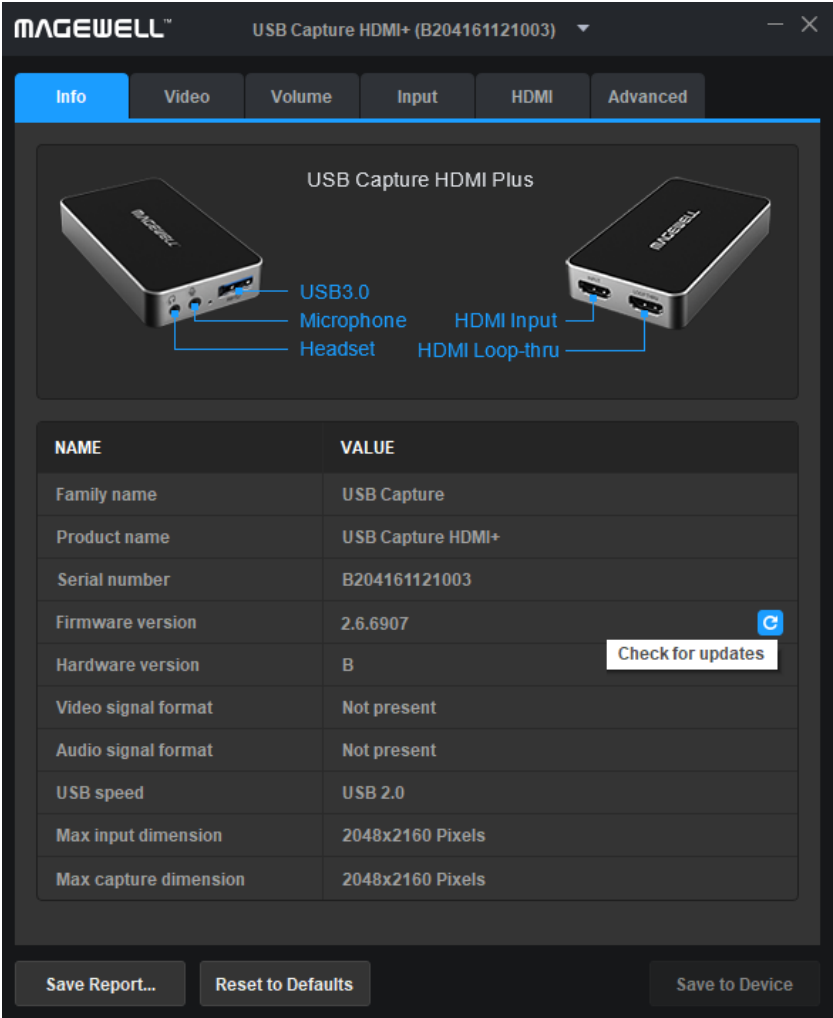 MAGEWELL™
USB Capture HDMI+ (B204161121003)
Info Video Volume Input HDMI Advanced
USB Capture HDMI Plus
MAGEWELL
MAGEWELL
INPUT
LOOP THRU
USB3.0
Microphone
HDMI Input
Headset
HDMI Loop-thru
NAME VALUE
Family name USB Capture
Product name USB Capture HDMI+
Serial number B204161121003
Firmware version 2.6.6907
Check for updates
Hardware version B
Video signal format Not present
Audio signal format Not present
USB speed USB 2.0
Max input dimension 2048x2160 Pixels
Max capture dimension 2048x2160 Pixels
Save Report... Reset to Defaults Save to Device